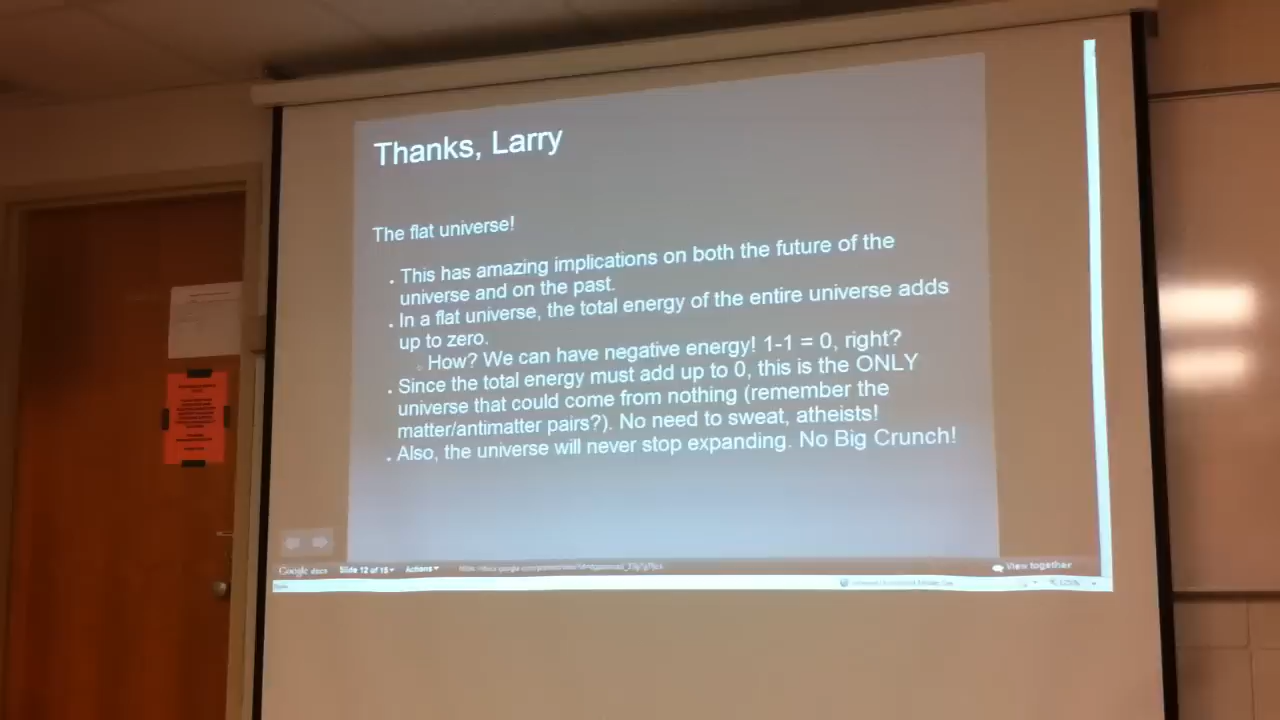 Thanks, Larry
The flat universe!
. This has amazing implications on both the future of the
universe and on the past.
. In a flat universe, the total energy of the entire universe adds
up to zero.
How? We can have negative energy! 1-1 = 0, right?
. Since the total energy must add up to 0, this is the ONLY
universe that could come from nothing (remember the
matter/antimatter pairs?). No need to sweat, atheists!
. Also, the universe will never stop expanding. No Big Crunch!
Google docs Slide 12 of 15 Actions View together
125%